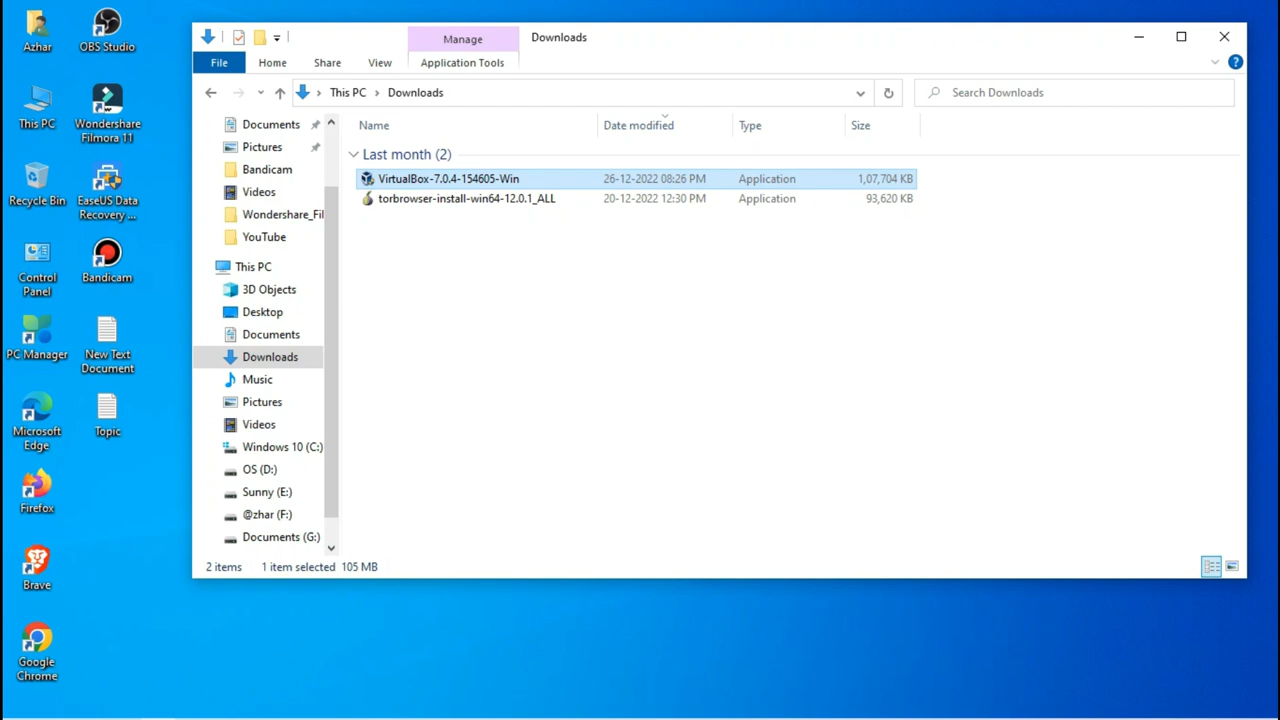 Azhar
OBS Studio
This PC
Wondershare
Filmora 11
Recycle Bin
EaseUS Data
Recovery ...
Control
Panel
Bandicam
PC Manager
New Text
Document
Microsoft
Edge
Topic
Firefox
Brave
Google
Chrome
Manage
Downloads
File
Home
Share
View
Application Tools
?
This PC > Downloads
Search Downloads
Documents
Pictures
Bandicam
Videos
Wondershare_Fil
YouTube
This PC
3D Objects
Desktop
Documents
Downloads
Music
Pictures
Videos
Windows 10 (C:)
OS (D:)
Sunny (E:)
@zhar (F:)
Documents (G:)
Name Date modified Type Size
Last month (2)
VirtualBox-7.0.4-154605-Win 26-12-2022 08:26 PM Application 1,07,704 KB
torbrowser-install-win64-12.0.1_ALL 20-12-2022 12:30 PM Application 93,620 KB
2 items 1 item selected 105 MB